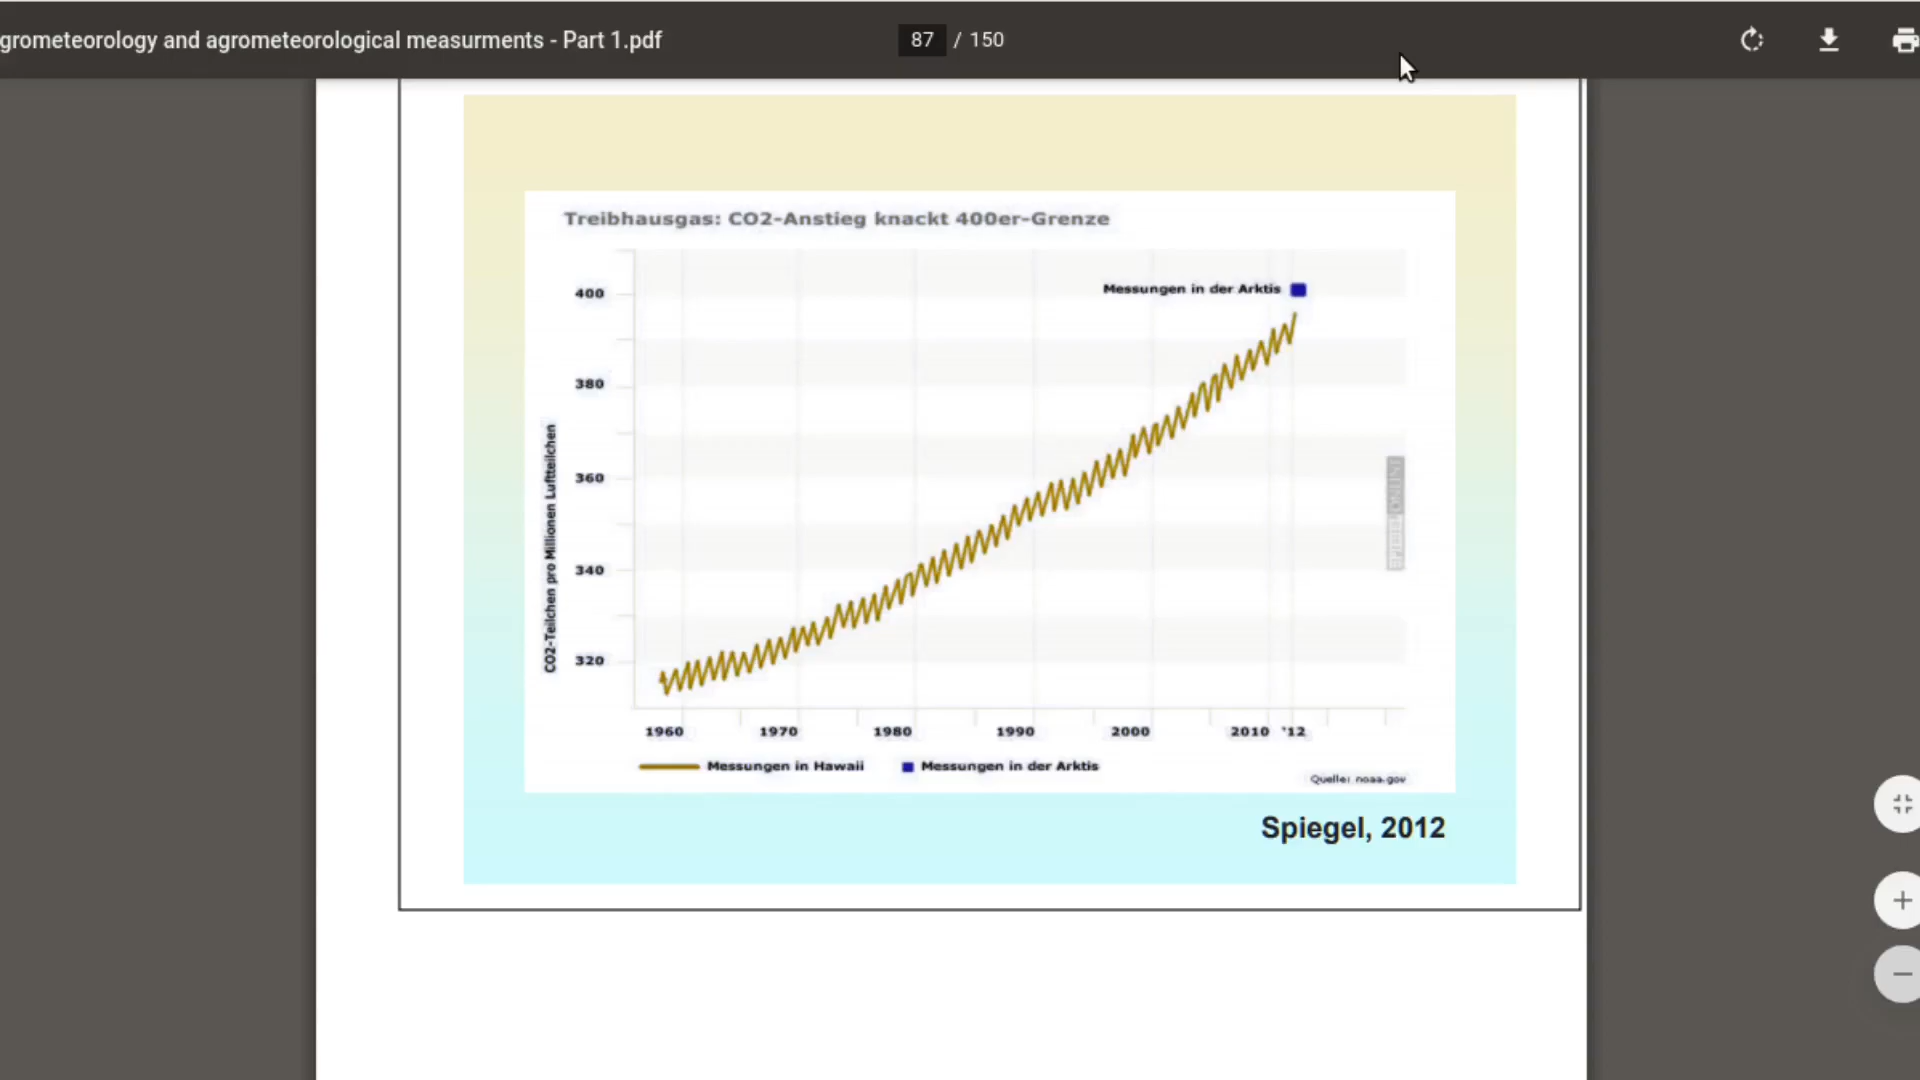 grometeorology and agrometeorological measurments - Part 1.pdf
87 / 150
Treibhausgas: CO2-Anstieg knackt 400er-Grenze
Messungen in der Arktis
400
380
360
340
320
CO2-Teilchen pro Millionen Luftteilchen
SPIEGEL ONLINE
1960 1970 1980 1990 2000 2010 '12
Messungen in Hawaii Messungen in der Arktis
Quelle: noaa.gov
Spiegel, 2012